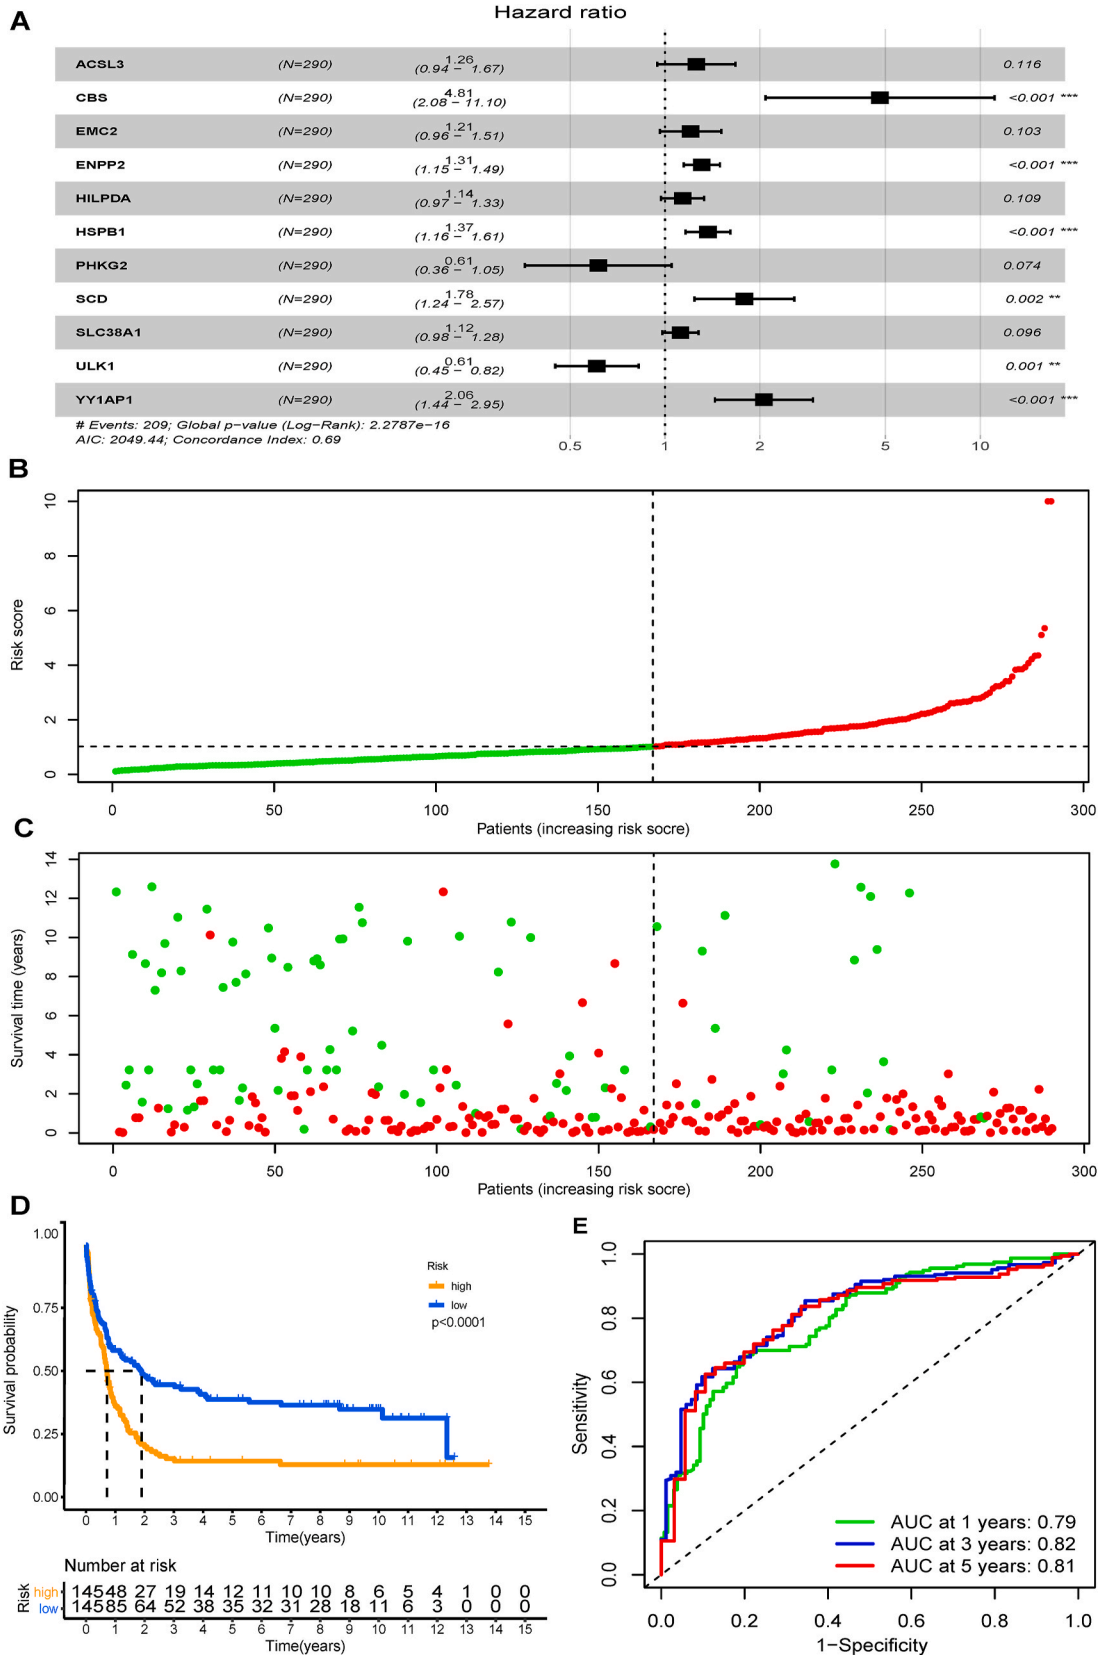 A
Hazard ratio
ACSL3 (N=290) 1.26 (0.94 − 1.67) 0.116
CBS (N=290) 4.81 (2.08 − 11.10) <0.001 ***
EMC2 (N=290) 1.21 (0.96 − 1.51) 0.103
ENPP2 (N=290) 1.31 (1.15 − 1.49) <0.001 ***
HILPDA (N=290) 1.14 (0.97 − 1.33) 0.109
HSPB1 (N=290) 1.37 (1.16 − 1.61) <0.001 ***
PHKG2 (N=290) 0.61 (0.36 − 1.05) 0.074
SCD (N=290) 1.78 (1.24 − 2.57) 0.002 **
SLC38A1 (N=290) 1.12 (0.98 − 1.28) 0.096
ULK1 (N=290) 0.61 (0.45 − 0.82) 0.001 **
YY1AP1 (N=290) 2.06 (1.44 − 2.95) <0.001 ***
# Events: 209; Global p−value (Log−Rank): 2.2787e−16
AIC: 2049.44; Concordance Index: 0.69
0.5 1 2 5 10
B
Risk score
10
8
6
4
2
0
0 50 100 150 200 250 300
Patients (increasing risk socre)
C
Survival time (years)
14
12
10
8
6
4
2
0
0 50 100 150 200 250 300
Patients (increasing risk socre)
D
Survival probability
1.00
0.75
0.50
0.25
0.00
Risk
high
low
p<0.0001
0 1 2 3 4 5 6 7 8 9 10 11 12 13 14 15
Time(years)
Number at risk
Risk
high 145 48 27 19 14 12 11 10 10 8 6 5 4 1 0 0
low 145 85 64 52 38 35 32 31 28 18 11 6 3 0 0 0
0 1 2 3 4 5 6 7 8 9 10 11 12 13 14 15
Time(years)
E
Sensitivity
1.0
0.8
0.6
0.4
0.2
0.0
AUC at 1 years: 0.79
AUC at 3 years: 0.82
AUC at 5 years: 0.81
0.0 0.2 0.4 0.6 0.8 1.0
1−Specificity